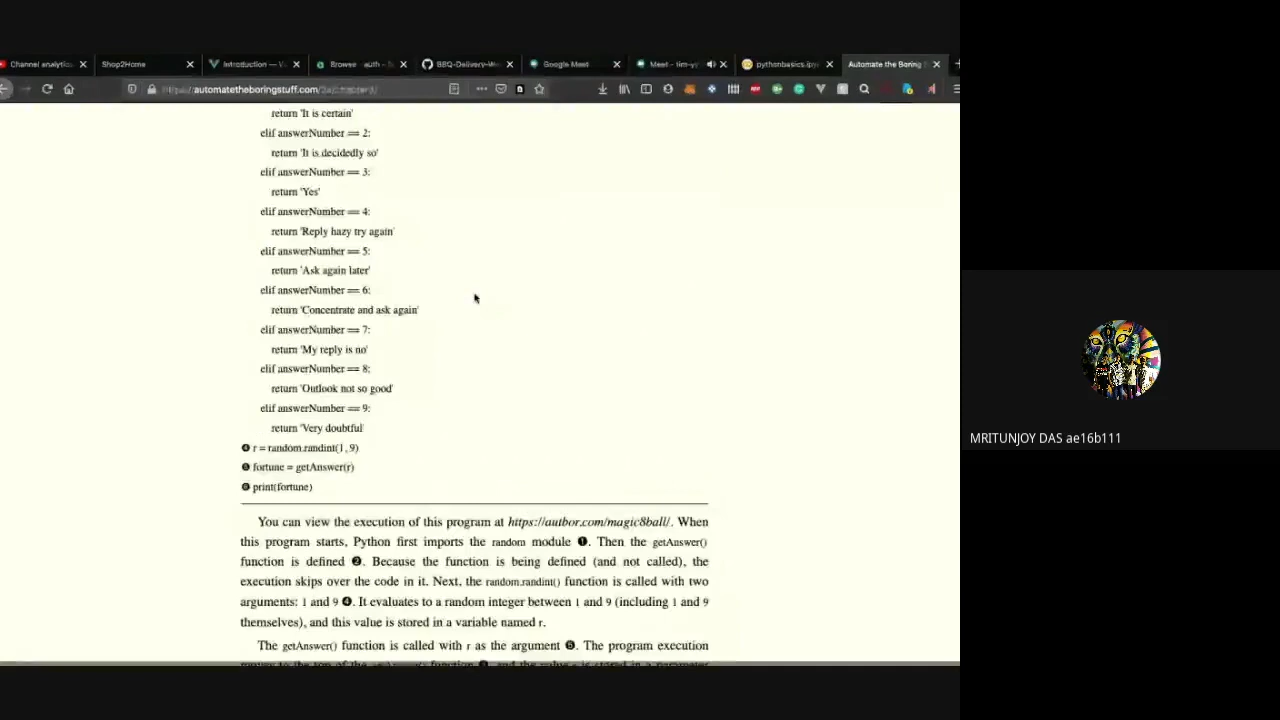 Channel analytic
Shop2Home
Introduction — V
Browse - auth -
BBQ-Delivery-W
Google Meet
Meet -
pythonbasics.ipy
Automate the Boring
automatetheboringstuff.com
return 'It is certain'
elif answerNumber == 2:
return 'It is decidedly so'
elif answerNumber == 3:
return 'Yes'
elif answerNumber == 4:
return 'Reply hazy try again'
elif answerNumber == 5:
return 'Ask again later'
elif answerNumber == 6:
return 'Concentrate and ask again'
elif answerNumber == 7:
return 'My reply is no'
elif answerNumber == 8:
return 'Outlook not so good'
elif answerNumber == 9:
return 'Very doubtful'
❹ r = random.randint(1, 9)
❺ fortune = getAnswer(r)
❻ print(fortune)
You can view the execution of this program at https://autbor.com/magic8ball/. When
this program starts, Python first imports the random module ❶. Then the getAnswer()
function is defined ❷. Because the function is being defined (and not called), the
execution skips over the code in it. Next, the random.randint() function is called with two
arguments: 1 and 9 ❹. It evaluates to a random integer between 1 and 9 (including 1 and 9
themselves), and this value is stored in a variable named r.
The getAnswer() function is called with r as the argument ❺. The program execution
MRITUNJOY DAS ae16b111